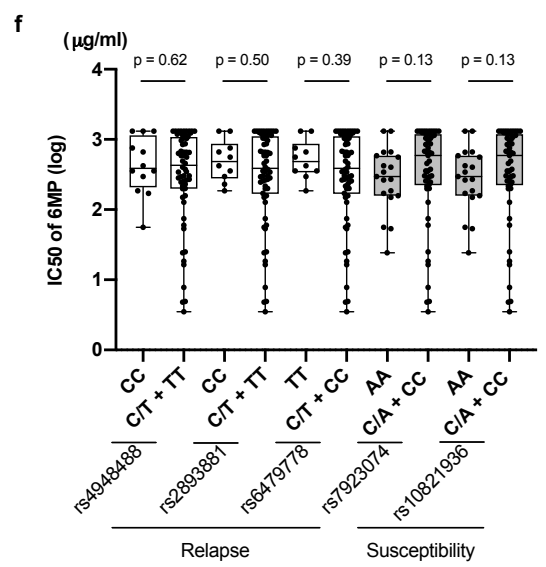 f
(μg/ml)
p = 0.62 p = 0.50 p = 0.39 p = 0.13 p = 0.13
IC50 of 6MP (log)
4
3
2
1
0
CC C/T + TT CC C/T + TT TT C/T + CC AA C/A + CC AA C/A + CC
rs4948488 rs2893881 rs6479778 rs7923074 rs10821936
Relapse Susceptibility